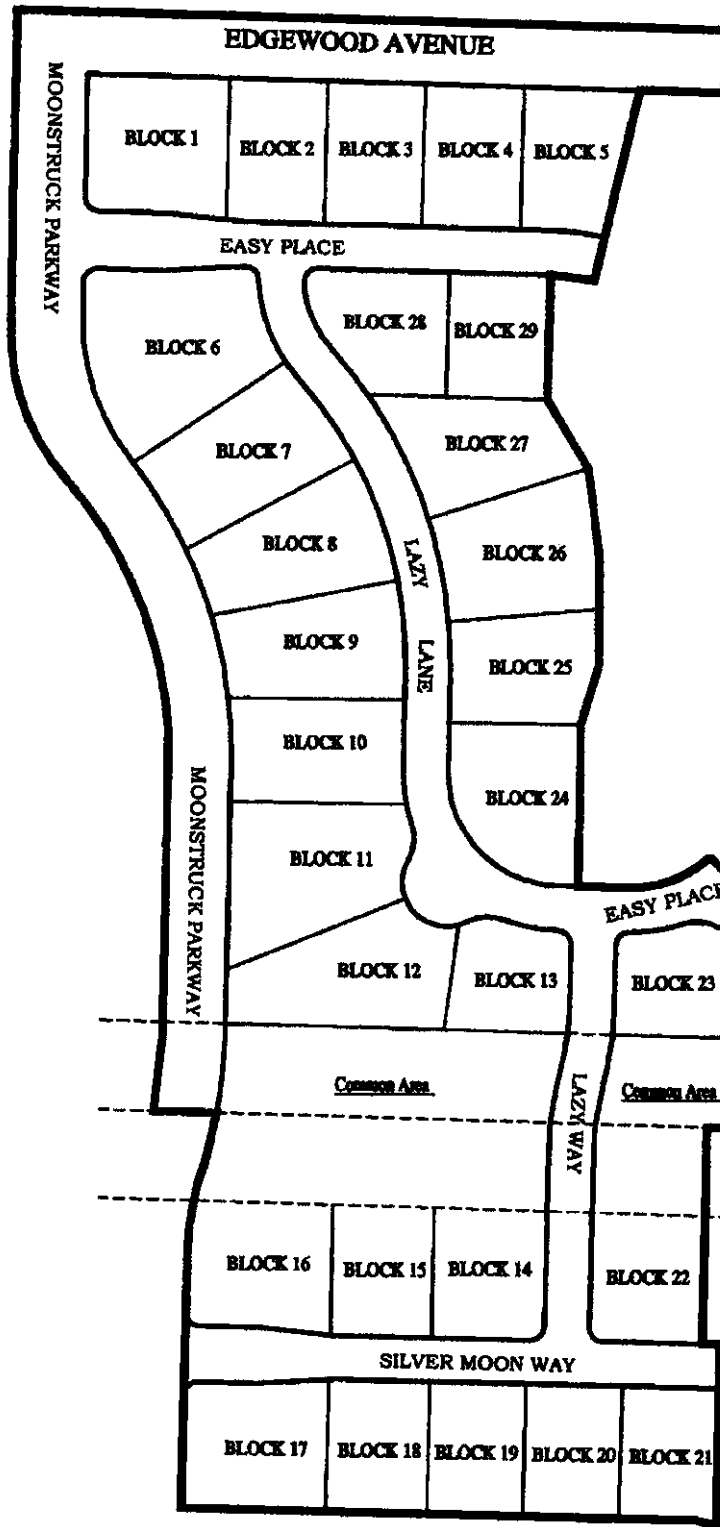 EDGEWOOD AVENUE
MOONSTRUCK PARKWAY
BLOCK 1
BLOCK 2
BLOCK 3
BLOCK 4
BLOCK 5
EASY PLACE
BLOCK 6
BLOCK 28
BLOCK 29
BLOCK 7
BLOCK 27
BLOCK 8
LAZY
LANE
BLOCK 26
BLOCK 9
BLOCK 25
BLOCK 10
MOONSTRUCK PARKWAY
BLOCK 24
BLOCK 11
EASY PLACE
BLOCK 12
BLOCK 13
BLOCK 23
Common Area
LAZY WAY
Common Area
BLOCK 16
BLOCK 15
BLOCK 14
BLOCK 22
SILVER MOON WAY
BLOCK 17
BLOCK 18
BLOCK 19
BLOCK 20
BLOCK 21